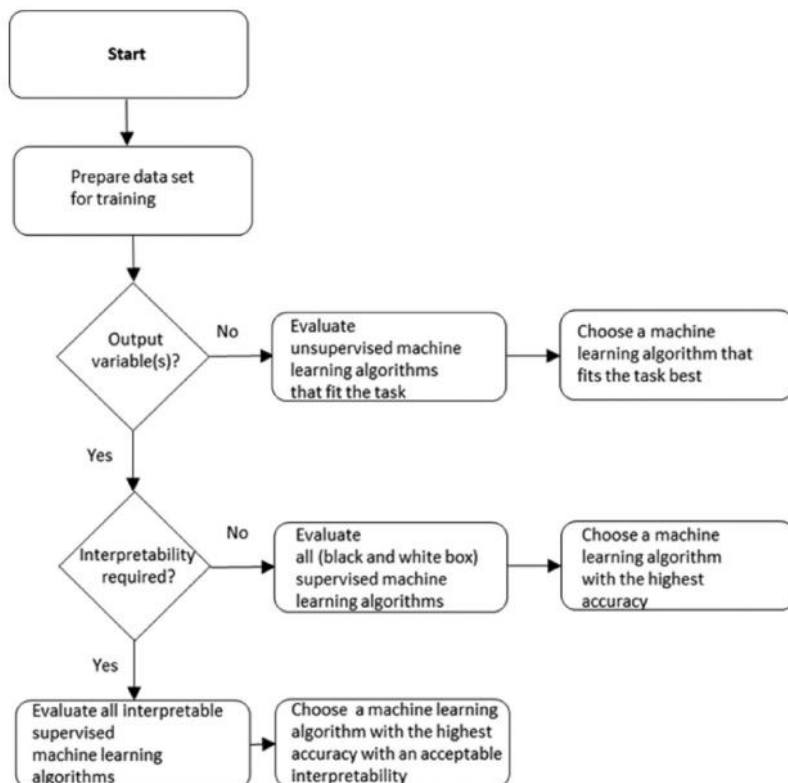 Start
Prepare data set
for training
Output
variable(s)?
No
Evaluate
unsupervised machine
learning algorithms
that fit the task
Choose a machine
learning algorithm that
fits the task best
Yes
Interpretability
required?
No
Evaluate
all (black and white box)
supervised machine
learning algorithms
Choose a machine
learning algorithm
with the highest
accuracy
Yes
Evaluate all interpretable
supervised
machine learning
algorithms
Choose a machine learning
algorithm with the highest
accuracy with an acceptable
interpretability